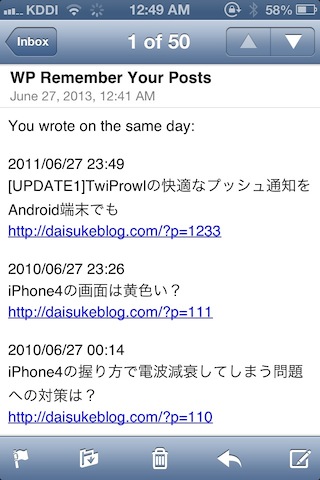 KDDI 12:49 AM 58%
Inbox 1 of 50
WP Remember Your Posts
June 27, 2013, 12:41 AM
You wrote on the same day:
2011/06/27 23:49
[UPDATE1]TwiProwlの快適なプッシュ通知を
Android端末でも
http://daisukeblog.com/?p=1233
2010/06/27 23:26
iPhone4の画面は黄色い？
http://daisukeblog.com/?p=111
2010/06/27 00:14
iPhone4の握り方で電波減衰してしまう問題
への対策は？
http://daisukeblog.com/?p=110